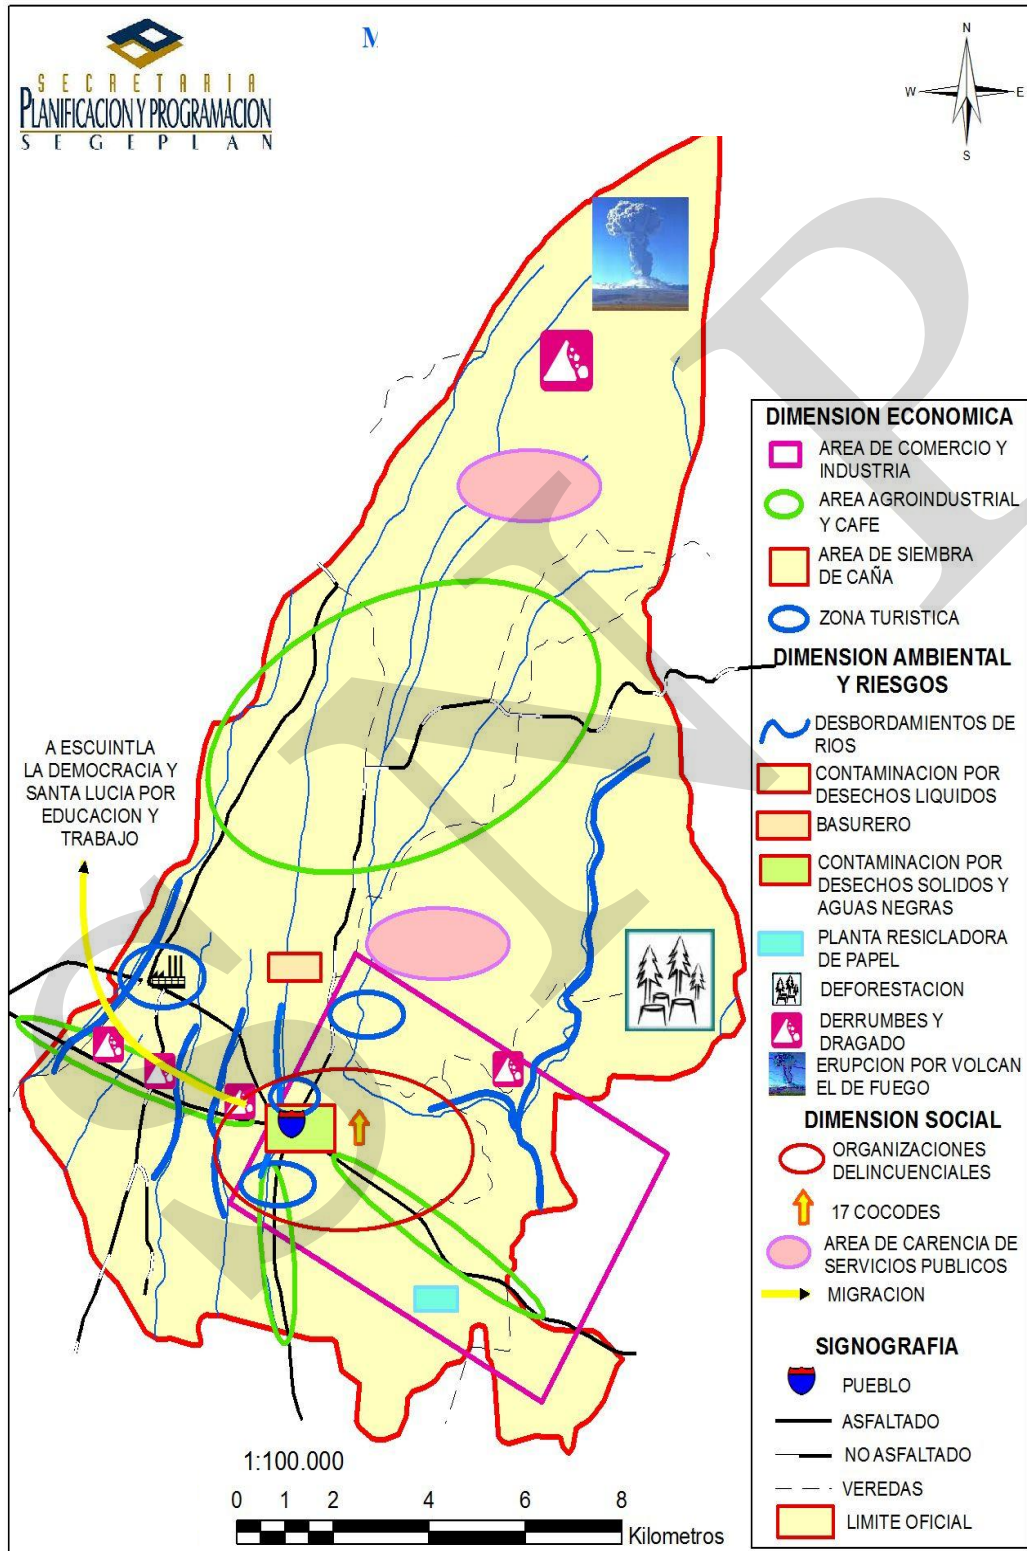 M
SECRETARIA
PLANIFICACION Y PROGRAMACION
SEGEPLAN
N
W
E
S
A ESCUINTLA
LA DEMOCRACIA Y
SANTA LUCIA POR
EDUCACION Y
TRABAJO
DIMENSION ECONOMICA
AREA DE COMERCIO Y
INDUSTRIA
AREA AGROINDUSTRIAL
Y CAFE
AREA DE SIEMBRA
DE CAÑA
ZONA TURISTICA
DIMENSION AMBIENTAL
Y RIESGOS
DESBORDAMIENTOS DE
RIOS
CONTAMINACION POR
DESECHOS LIQUIDOS
BASURERO
CONTAMINACION POR
DESECHOS SOLIDOS Y
AGUAS NEGRAS
PLANTA RESICLADORA
DE PAPEL
DEFORESTACION
DERRUMBES Y
DRAGADO
ERUPCION POR VOLCAN
EL DE FUEGO
DIMENSION SOCIAL
ORGANIZACIONES
DELINCUENCIALES
17 COCODES
AREA DE CARENCIA DE
SERVICIOS PUBLICOS
MIGRACION
SIGNOGRAFIA
PUEBLO
ASFALTADO
NO ASFALTADO
VEREDAS
LIMITE OFICIAL
1:100.000
0 1 2 4 6 8
Kilometros
SNIP